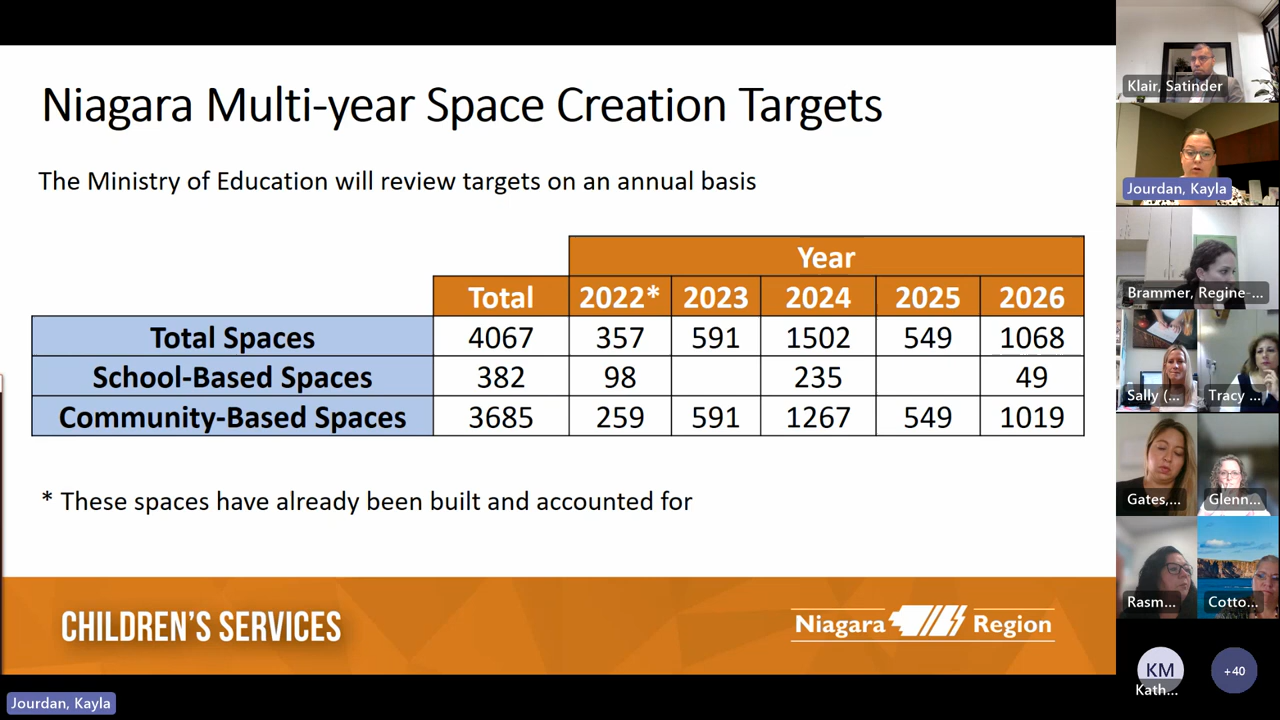 Niagara Multi-year Space Creation Targets
The Ministry of Education will review targets on an annual basis
Year
Total 2022* 2023 2024 2025 2026
Total Spaces 4067 357 591 1502 549 1068
School-Based Spaces 382 98 235 49
Community-Based Spaces 3685 259 591 1267 549 1019
* These spaces have already been built and accounted for
CHILDREN'S SERVICES
Niagara Region
Jourdan, Kayla
Klair, Satinder
Jourdan, Kayla
Brammer, Regine-...
Sally (... Tracy ...
Gates,... Glenn...
Rasm... Cotto...
KM +40
Kath...